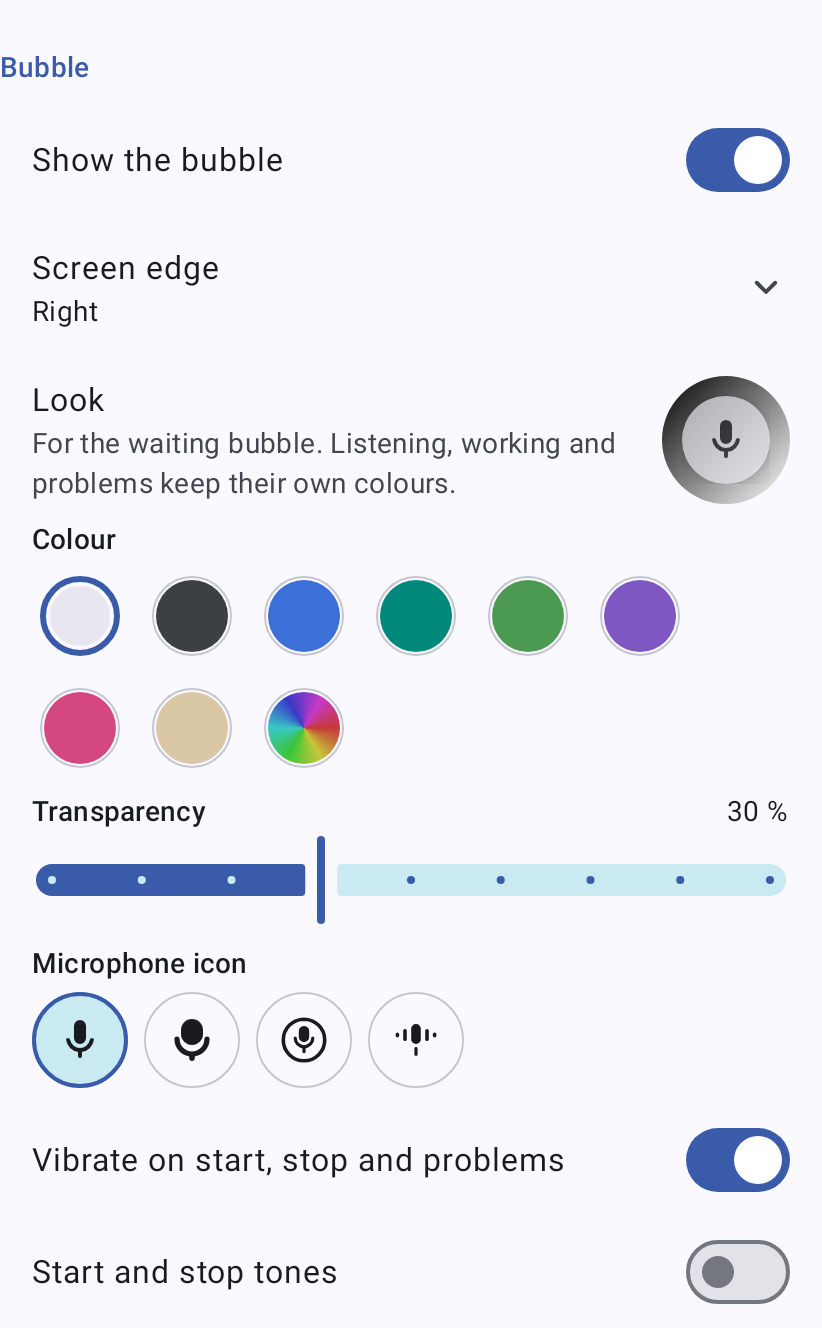 Bubble
Show the bubble
Screen edge
Right
Look
For the waiting bubble. Listening, working and
problems keep their own colours.
Colour
Transparency 30 %
Microphone icon
Vibrate on start, stop and problems
Start and stop tones